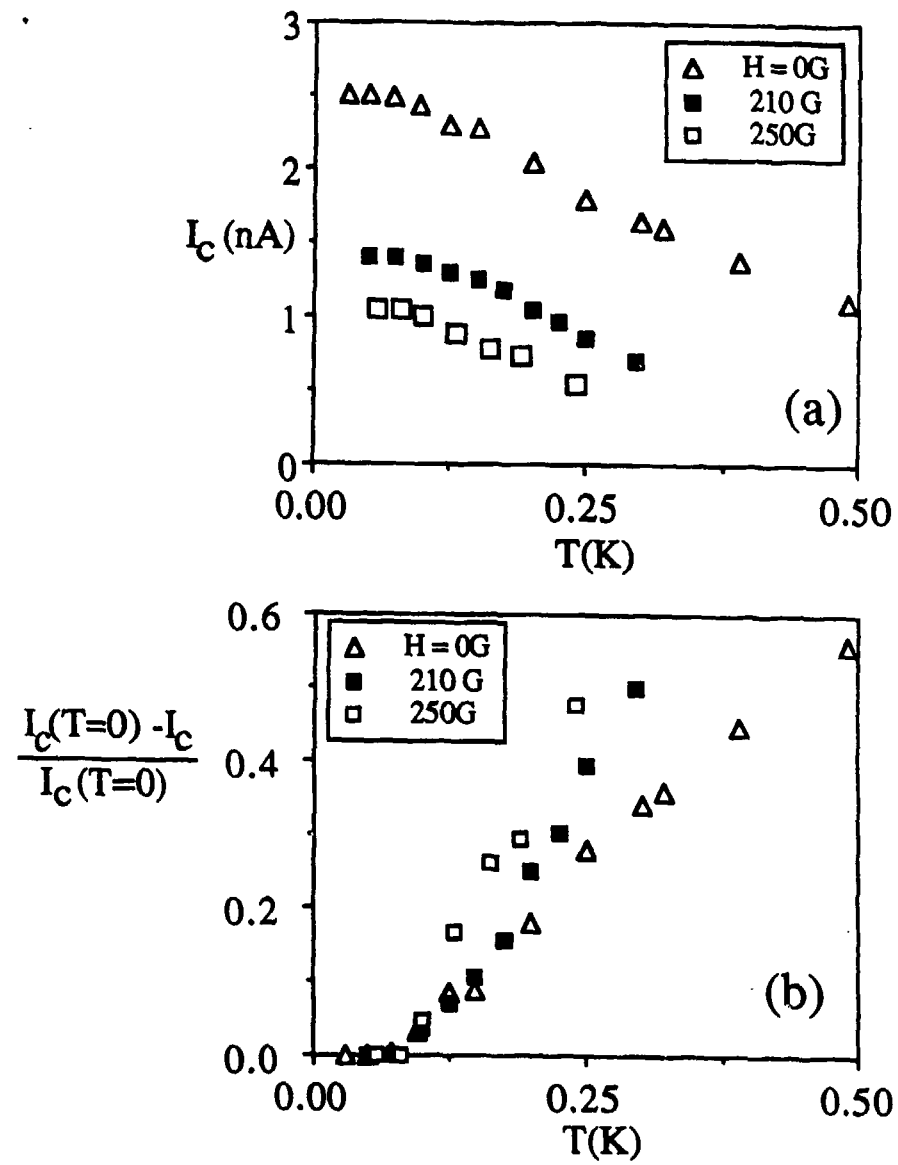 3
2
1
0
I_c (nA)
△ H = 0G
■ 210 G
□ 250G
(a)
0.00 0.25 0.50
T(K)
0.6
0.4
0.2
0.0
I_c(T=0) -I_c
I_c (T=0)
△ H = 0G
■ 210 G
□ 250G
(b)
0.00 0.25 0.50
T(K)